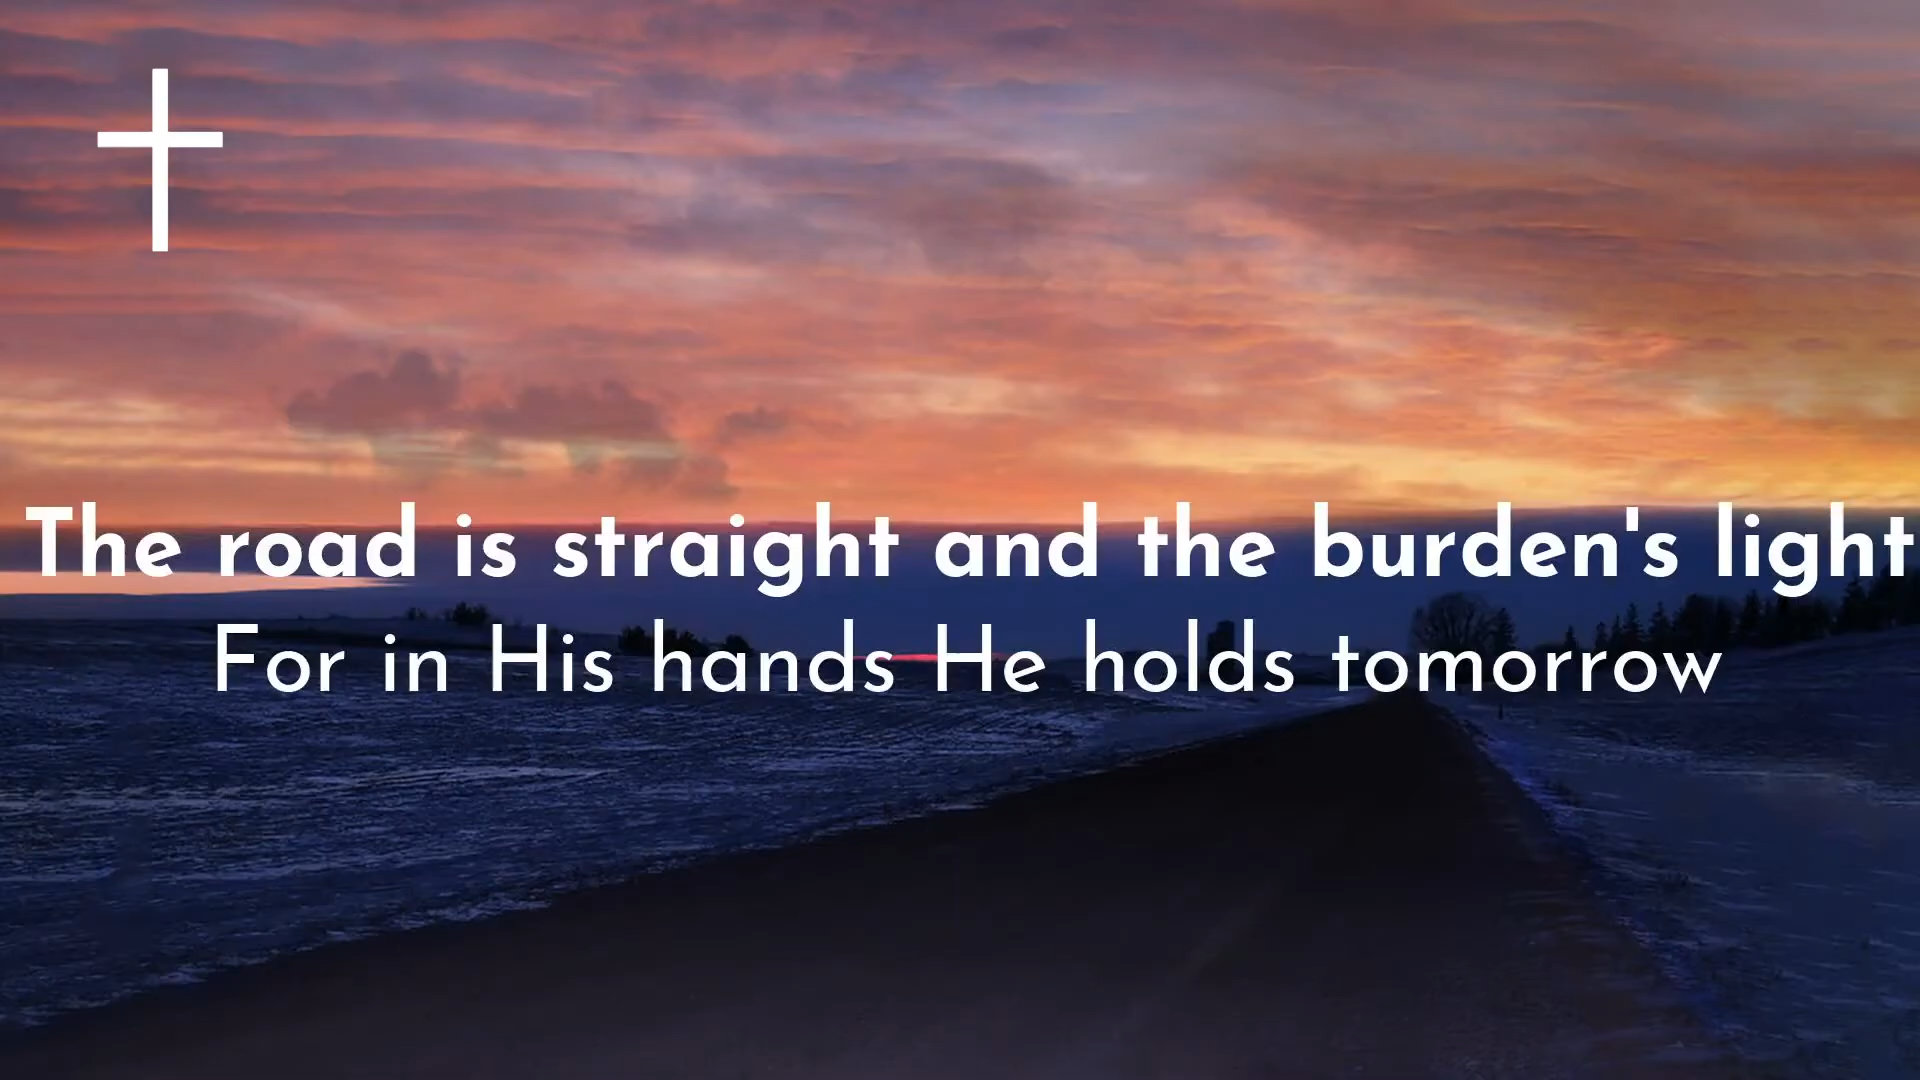 The road is straight and the burden's light
For in His hands He holds tomorrow